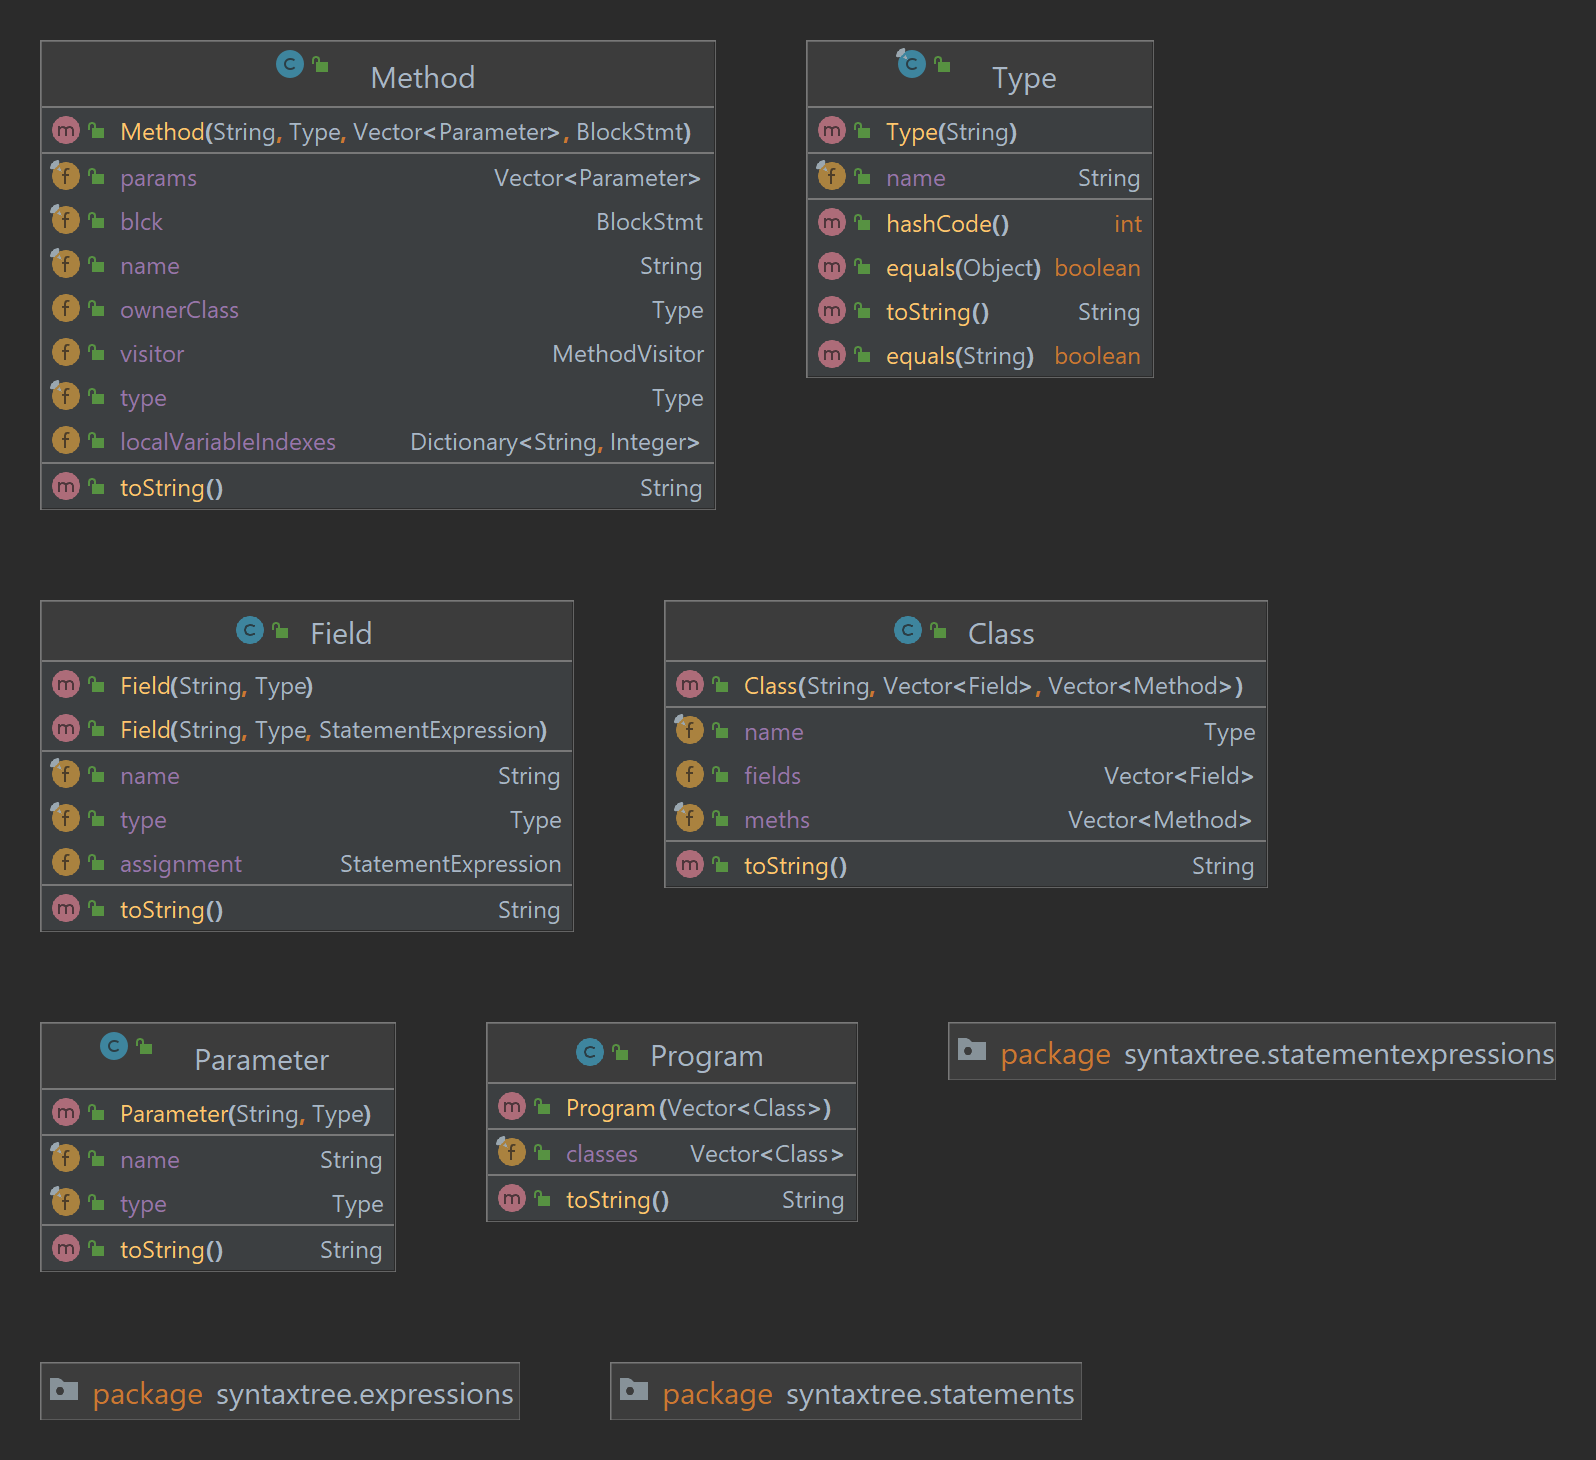 Method
Method(String, Type, Vector<Parameter>, BlockStmt)
params Vector<Parameter>
blck BlockStmt
name String
ownerClass Type
visitor MethodVisitor
type Type
localVariableIndexes Dictionary<String, Integer>
toString() String
Type
Type(String)
name String
hashCode() int
equals(Object) boolean
toString() String
equals(String) boolean
Field
Field(String, Type)
Field(String, Type, StatementExpression)
name String
type Type
assignment StatementExpression
toString() String
Class
Class(String, Vector<Field>, Vector<Method>)
name Type
fields Vector<Field>
meths Vector<Method>
toString() String
Parameter
Parameter(String, Type)
name String
type Type
toString() String
Program
Program(Vector<Class>)
classes Vector<Class>
toString() String
package syntaxtree.statementexpressions
package syntaxtree.expressions
package syntaxtree.statements